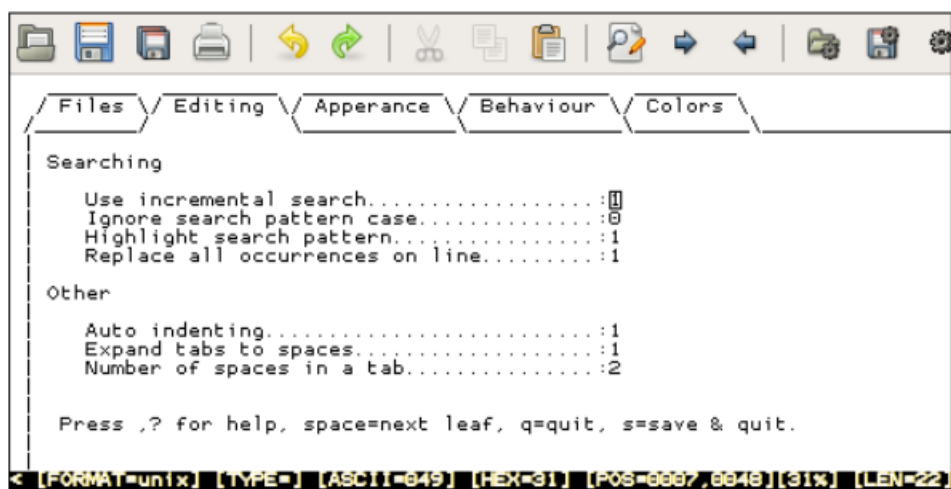 Files Editing Apperance Behaviour Colors
Searching
Use incremental search..................:1
Ignore search pattern case..............:0
Highlight search pattern................:1
Replace all occurrences on line.........:1
Other
Auto indenting..........................:1
Expand tabs to spaces...................:1
Number of spaces in a tab...............:2
Press ,? for help, space=next leaf, q=quit, s=save & quit.
< [FORMAT=unix] [TYPE=] [ASCII=049] [HEX=31] [POS=0007,0048][31%] [LEN=22,